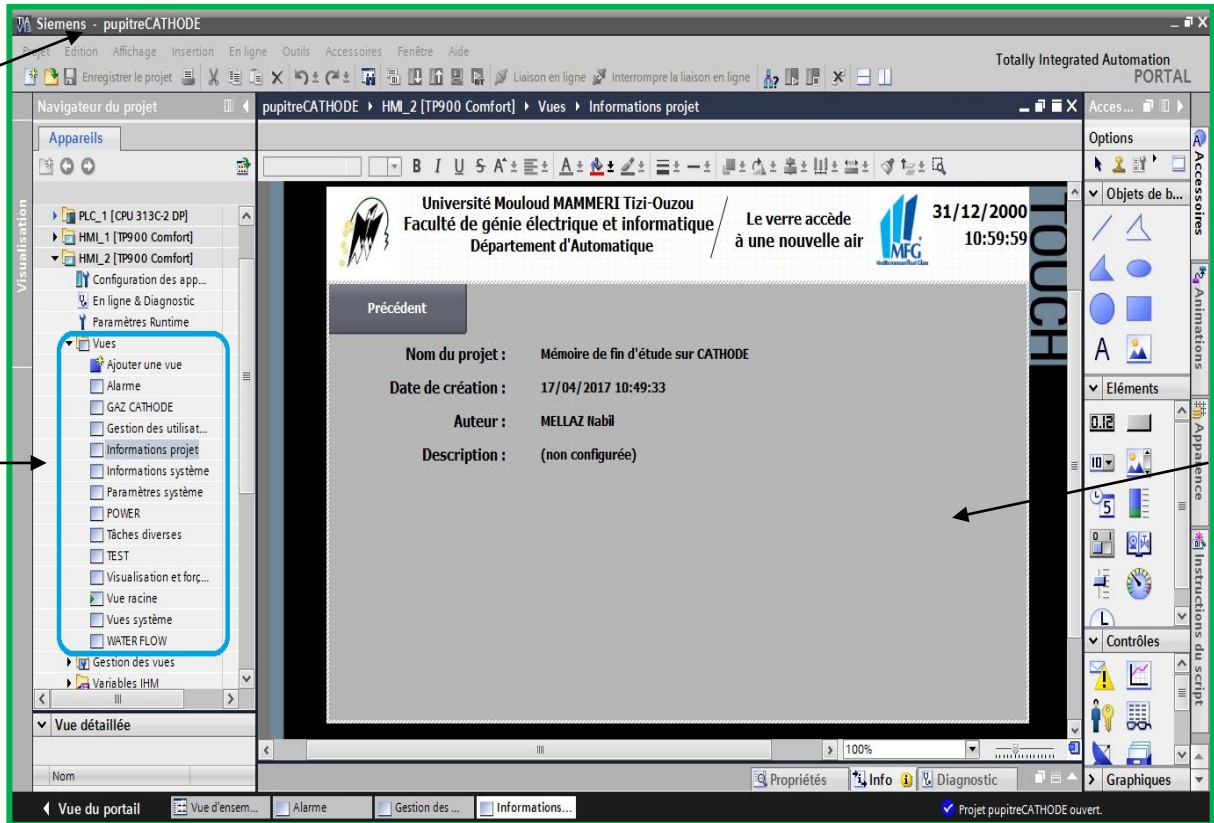 Siemens - pupitreCATHODE
Projet Edition Affichage Insertion En ligne Outils Accessoires Fenêtre Aide
Totally Integrated Automation
PORTAL
Enregistrer le projet
Liaison en ligne
Interrompre la liaison en ligne
Navigateur du projet
pupitreCATHODE HMI_2 [TP900 Comfort] Vues Informations projet
Acces...
Appareils
Options
Visualisation
PLC_1 [CPU 313C-2 DP]
HMI_1 [TP900 Comfort]
HMI_2 [TP900 Comfort]
Configuration des app...
En ligne & Diagnostic
Paramètres Runtime
Vues
Ajouter une vue
Alarme
GAZ CATHODE
Gestion des utilisat...
Informations projet
Informations système
Paramètres système
POWER
Tâches diverses
TEST
Visualisation et forç...
Vue racine
Vues système
WATER FLOW
Gestion des vues
Variables IHM
Vue détaillée
Nom
B I U S A
Université Mouloud MAMMERI Tizi-Ouzou
Faculté de génie électrique et informatique
Département d'Automatique
Le verre accède
à une nouvelle air
MFG
31/12/2000
10:59:59
TOUCH
Précédent
Nom du projet : Mémoire de fin d'étude sur CATHODE
Date de création : 17/04/2017 10:49:33
Auteur : MELLAZ Nabil
Description : (non configurée)
100%
Propriétés
Info
Diagnostic
Objets de b...
A
Eléments
0.12
10
5
0 1
L
Contrôles
Graphiques
Accessoires
Animations
Apparence
Instructions du script
Vue du portail
Vue d'ensem...
Alarme
Gestion des ...
Informations...
Projet pupitreCATHODE ouvert.